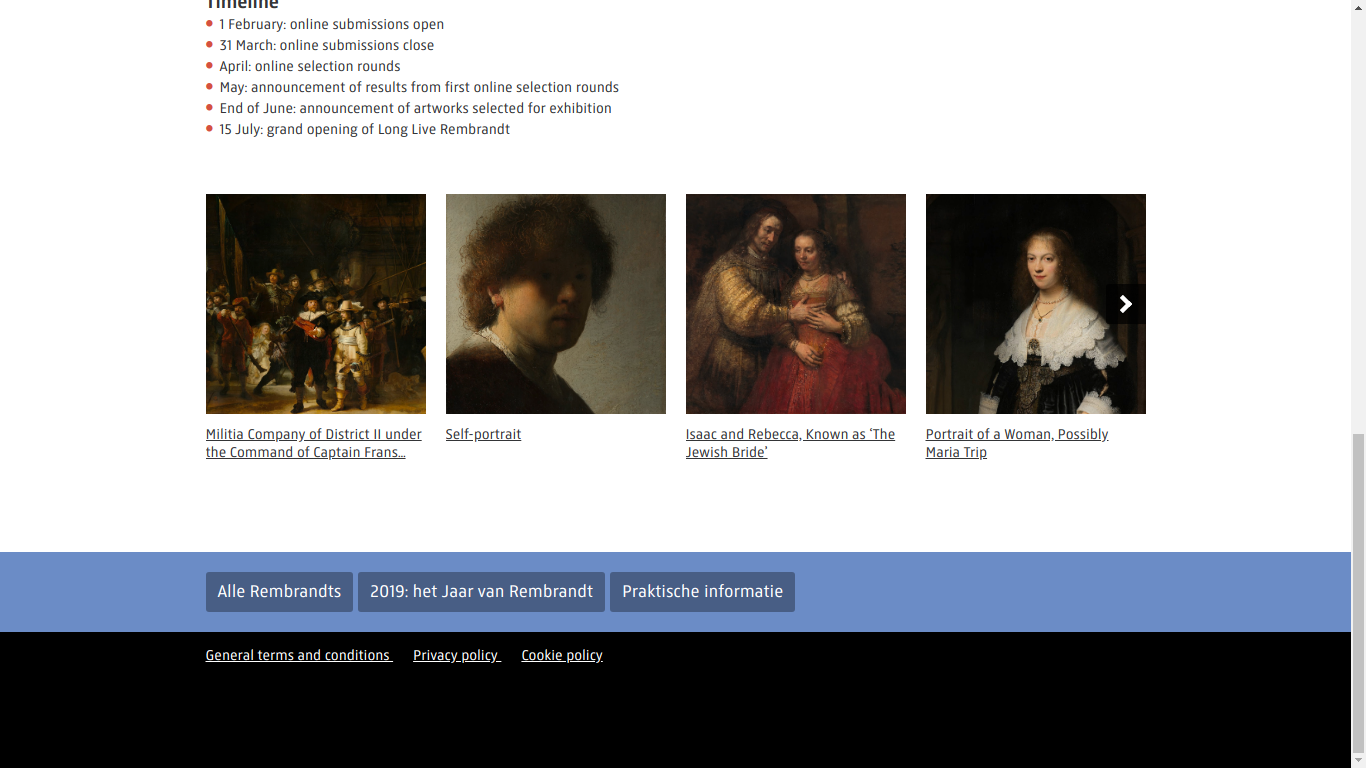 Timeline
1 February: online submissions open
31 March: online submissions close
April: online selection rounds
May: announcement of results from first online selection rounds
End of June: announcement of artworks selected for exhibition
15 July: grand opening of Long Live Rembrandt
Militia Company of District II under
the Command of Captain Frans...
Self-portrait
Isaac and Rebecca, Known as ‘The
Jewish Bride’
Portrait of a Woman, Possibly
Maria Trip
Alle Rembrandts
2019: het Jaar van Rembrandt
Praktische informatie
General terms and conditions
Privacy policy
Cookie policy